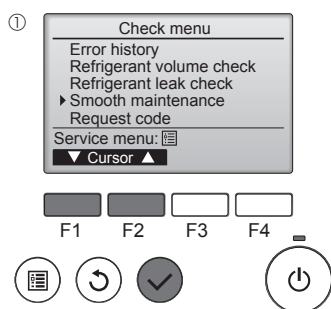 ①
Check menu
Error history
Refrigerant volume check
Refrigerant leak check
Smooth maintenance
Request code
Service menu:
▼ Cursor ▲
F1 F2 F3 F4